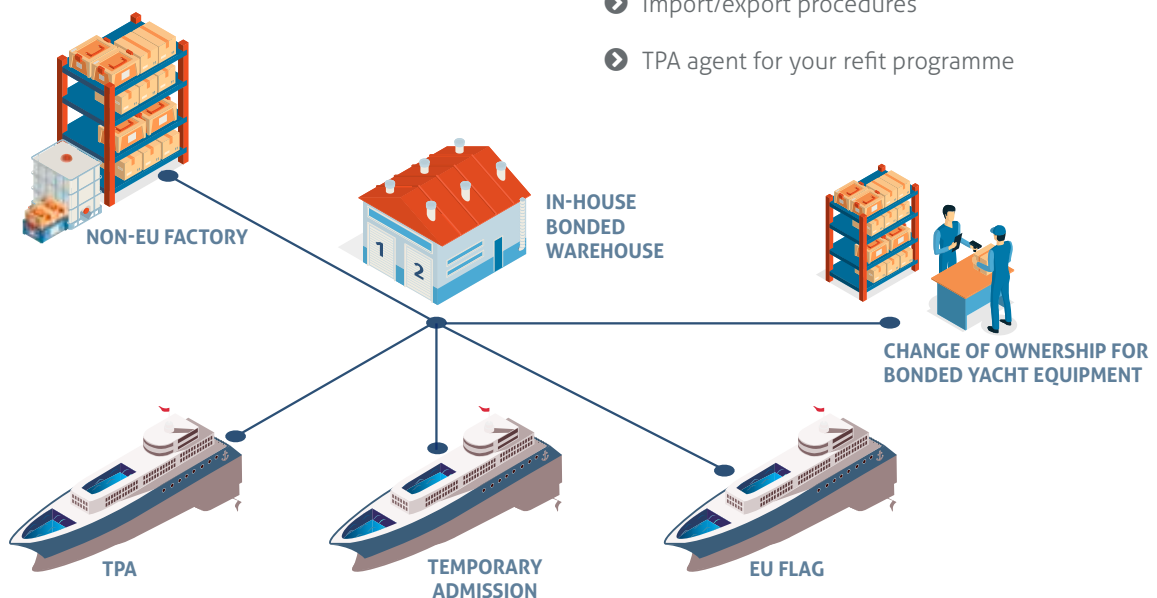 Import/export procedures
TPA agent for your refit programme
NON-EU FACTORY
IN-HOUSE
BONDED
WAREHOUSE
1
2
CHANGE OF OWNERSHIP FOR
BONDED YACHT EQUIPMENT
TPA
TEMPORARY
ADMISSION
EU FLAG